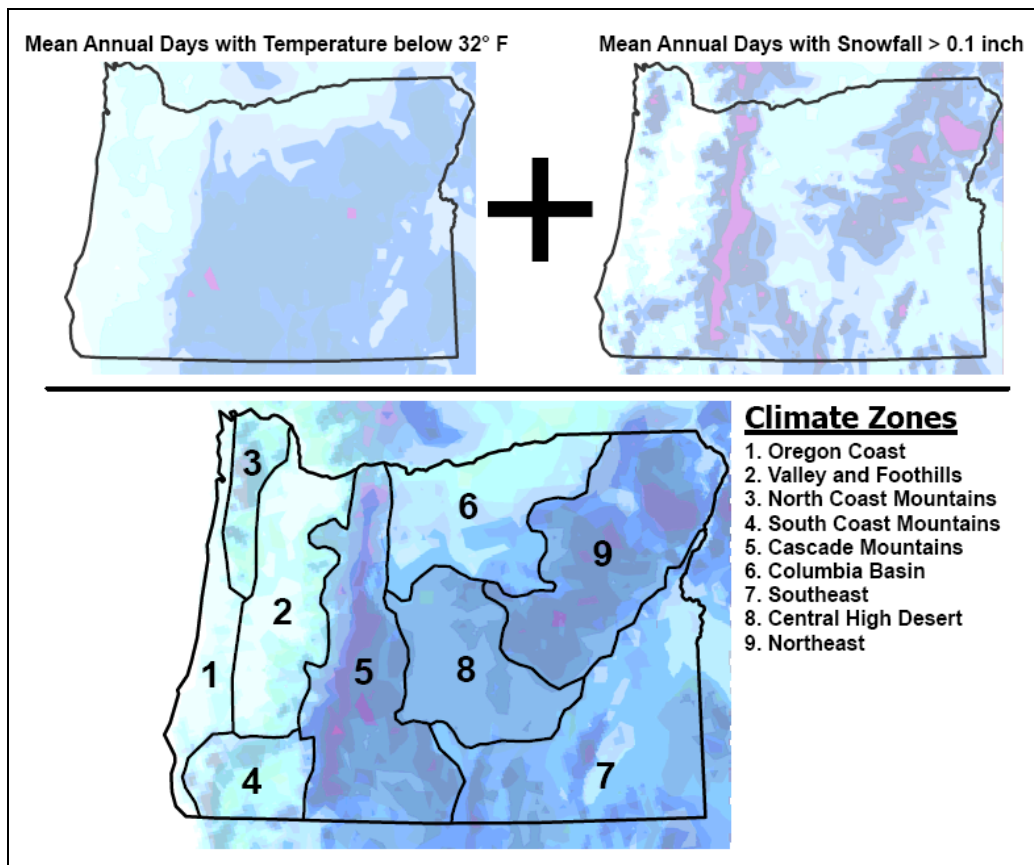 Mean Annual Days with Temperature below 32° F
Mean Annual Days with Snowfall > 0.1 inch
+
Climate Zones
1. Oregon Coast
2. Valley and Foothills
3. North Coast Mountains
4. South Coast Mountains
5. Cascade Mountains
6. Columbia Basin
7. Southeast
8. Central High Desert
9. Northeast
3
6
9
2
1
5
8
4
7